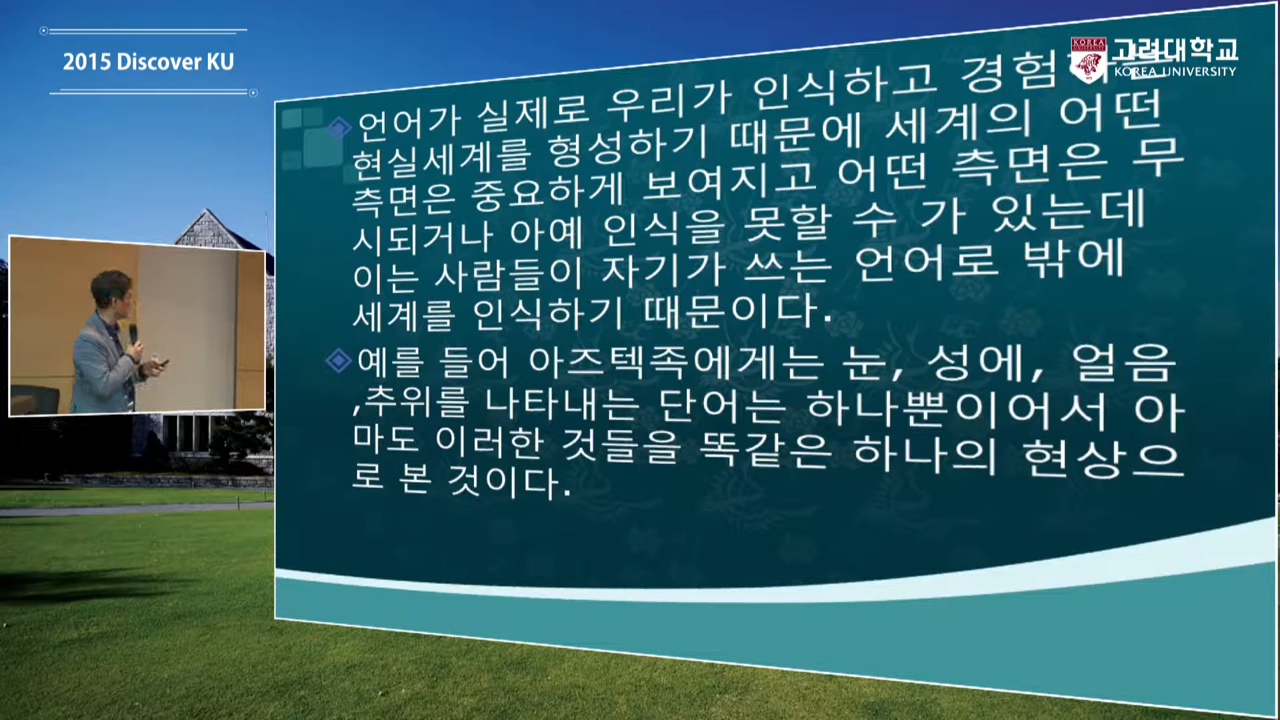 2015 Discover KU
KOREA
고려대학교
KOREA UNIVERSITY
언어가 실제로 우리가 인식하고 경험
현실세계를 형성하기 때문에 세계의 어떤
측면은 중요하게 보여지고 어떤 측면은 무
시되거나 아예 인식을 못할 수 가 있는데
이는 사람들이 자기가 쓰는 언어로 밖에
세계를 인식하기 때문이다.
예를 들어 아즈텍족에게는 눈, 성에, 얼음
,추위를 나타내는 단어는 하나뿐이어서 아
마도 이러한 것들을 똑같은 하나의 현상으
로 본 것이다.